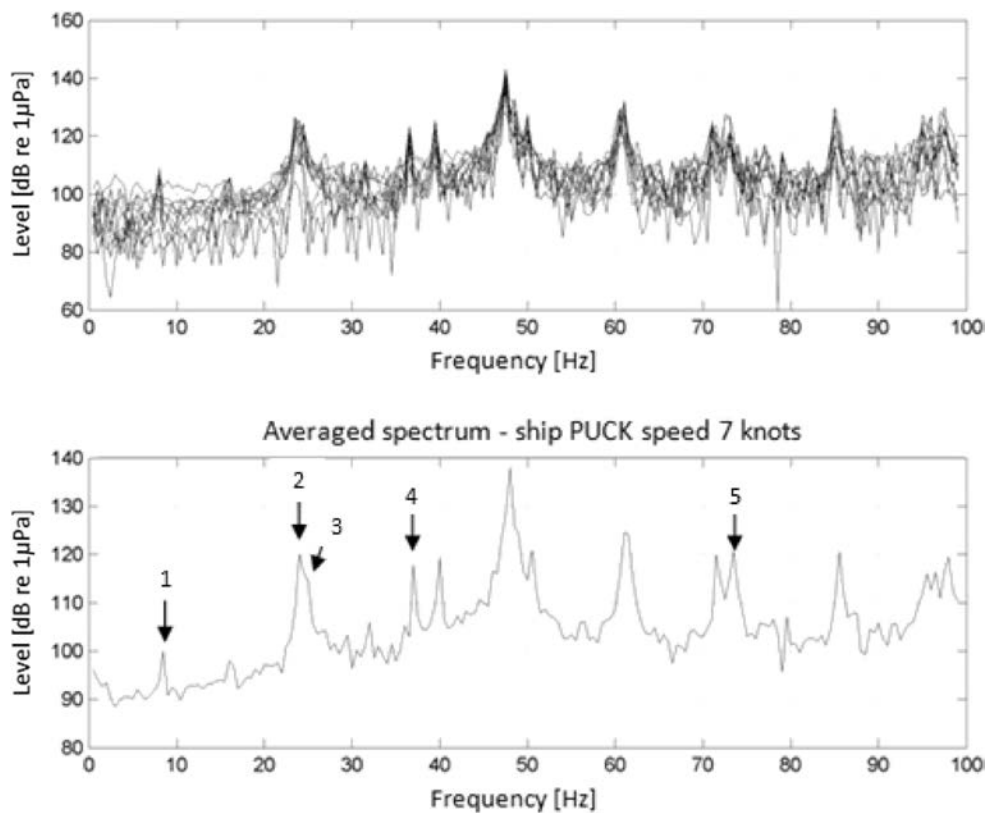 160
140
120
100
80
60
Level [dB re 1µPa]
0 10 20 30 40 50 60 70 80 90 100
Frequency [Hz]
Averaged spectrum - ship PUCK speed 7 knots
140
130
120
110
100
90
80
Level [dB re 1µPa]
1
2
3
4
5
0 10 20 30 40 50 60 70 80 90 100
Frequency [Hz]